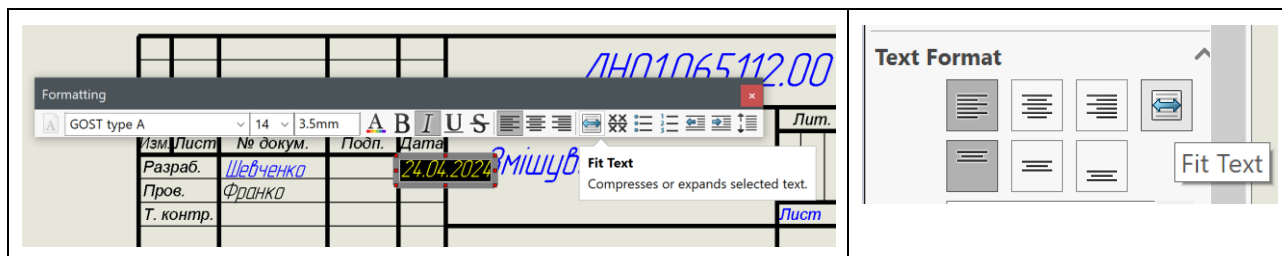 ЛН01065112.00
Formatting
GOST type A 14 3.5mm A B I U S
Лит.
Изм. Лист № докум. Подп. Дата
Разраб. Шевченко 24.04.2024
Пров. Франко
Т. контр.
Fit Text
Compresses or expands selected text.
Лист
Text Format
Fit Text